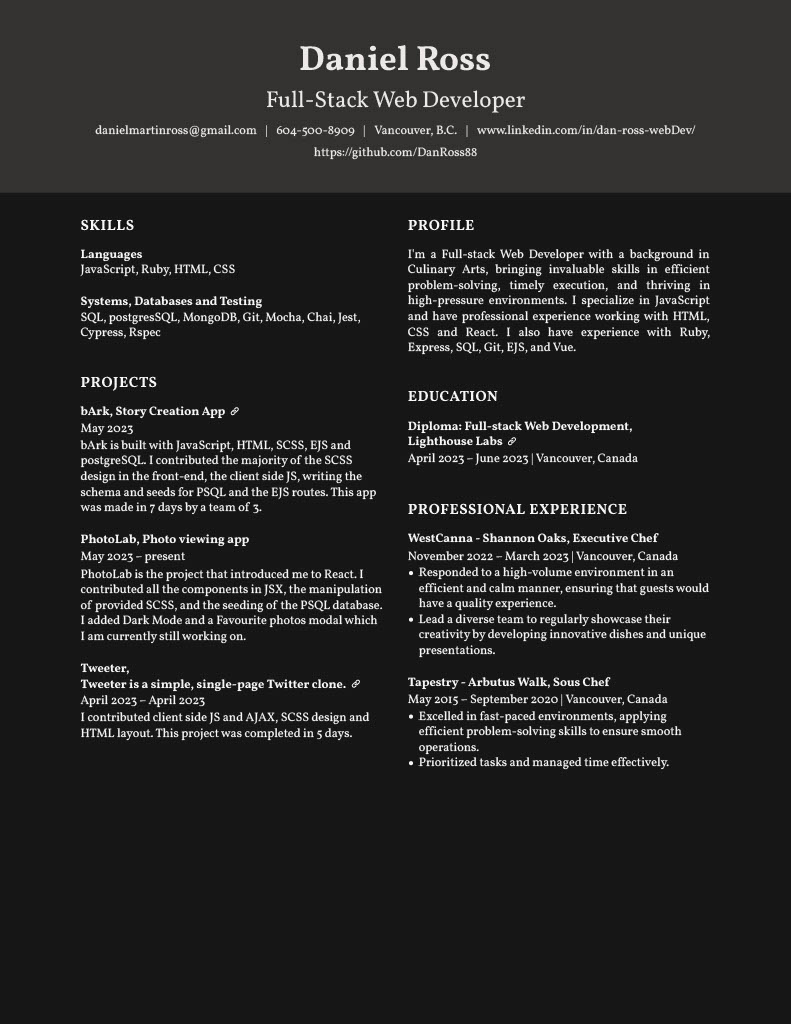 Daniel Ross
Full-Stack Web Developer
danielmartinross@gmail.com | 604-500-8909 | Vancouver, B.C. | www.linkedin.com/in/dan-ross-webDev/
https://github.com/DanRoss88
SKILLS
Languages
JavaScript, Ruby, HTML, CSS
Systems, Databases and Testing
SQL, postgresSQL, MongoDB, Git, Mocha, Chai, Jest,
Cypress, Rspec
PROJECTS
bArk, Story Creation App
May 2023
bArk is built with JavaScript, HTML, SCSS, EJS and
postgreSQL. I contributed the majority of the SCSS
design in the front-end, the client side JS, writing the
schema and seeds for PSQL and the EJS routes. This app
was made in 7 days by a team of 3.
PhotoLab, Photo viewing app
May 2023 – present
PhotoLab is the project that introduced me to React. I
contributed all the components in JSX, the manipulation
of provided SCSS, and the seeding of the PSQL database.
I added Dark Mode and a Favourite photos modal which
I am currently still working on.
Tweeter,
Tweeter is a simple, single-page Twitter clone.
April 2023 – April 2023
I contributed client side JS and AJAX, SCSS design and
HTML layout. This project was completed in 5 days.
PROFILE
I'm a Full-stack Web Developer with a background in
Culinary Arts, bringing invaluable skills in efficient
problem-solving, timely execution, and thriving in
high-pressure environments. I specialize in JavaScript
and have professional experience working with HTML,
CSS and React. I also have experience with Ruby,
Express, SQL, Git, EJS, and Vue.
EDUCATION
Diploma: Full-stack Web Development,
Lighthouse Labs
April 2023 – June 2023 | Vancouver, Canada
PROFESSIONAL EXPERIENCE
WestCanna - Shannon Oaks, Executive Chef
November 2022 – March 2023 | Vancouver, Canada
• Responded to a high-volume environment in an
efficient and calm manner, ensuring that guests would
have a quality experience.
• Lead a diverse team to regularly showcase their
creativity by developing innovative dishes and unique
presentations.
Tapestry - Arbutus Walk, Sous Chef
May 2015 – September 2020 | Vancouver, Canada
• Excelled in fast-paced environments, applying
efficient problem-solving skills to ensure smooth
operations.
• Prioritized tasks and managed time effectively.